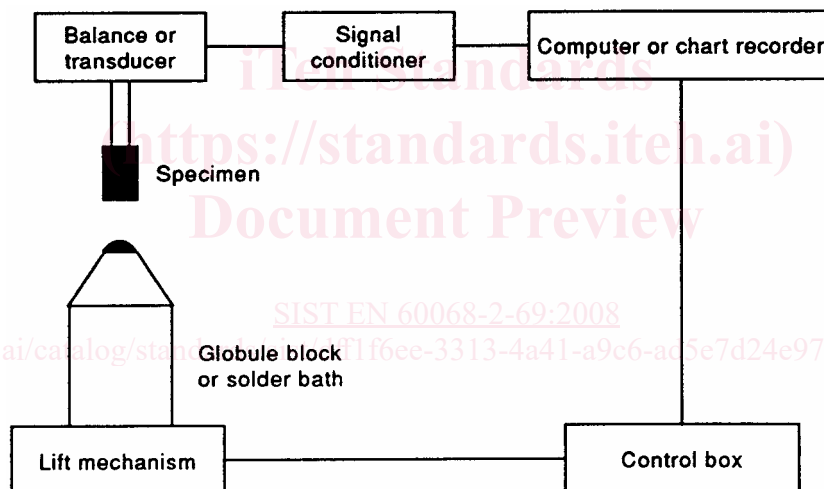 Balance or
transducer
Signal
conditioner
Computer or chart recorder
iTeh Standards
(https://standards.iteh.ai)
Specimen
Document Preview
SIST EN 60068-2-69:2008
Globule block
or solder bath
Lift mechanism
Control box